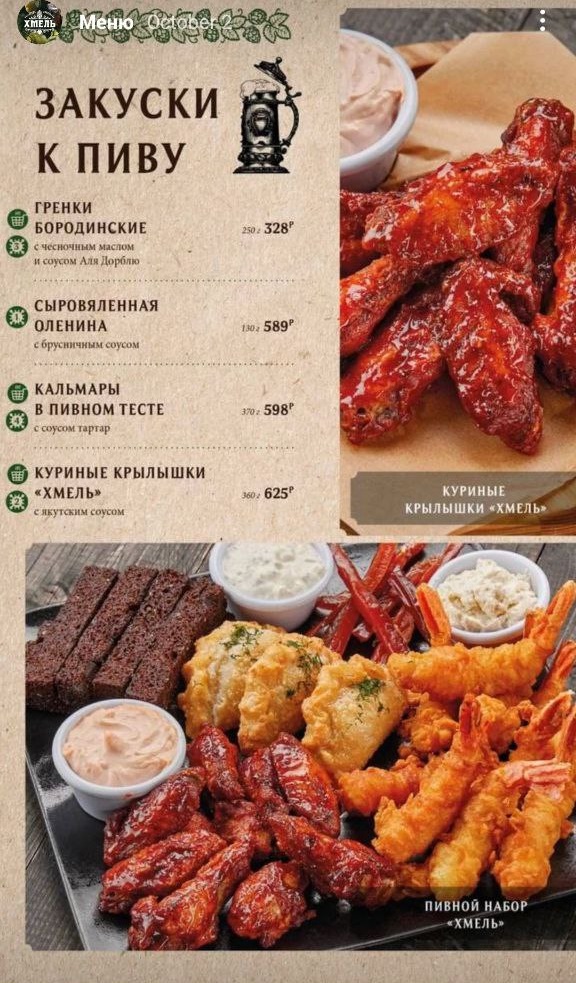 ХМЕЛЬ
Меню October 2
ЗАКУСКИ
К ПИВУ
ГРЕНКИ
БОРОДИНСКИЕ
250 г 328₽
с чесночным маслом
и соусом Аля Дорблю
СЫРОВЯЛЕННАЯ
ОЛЕНИНА
130 г 589₽
с брусничным соусом
КАЛЬМАРЫ
В ПИВНОМ ТЕСТЕ
370 г 598₽
с соусом тартар
КУРИНЫЕ КРЫЛЫШКИ
«ХМЕЛЬ»
360 г 625₽
с якутским соусом
КУРИНЫЕ
КРЫЛЫШКИ «ХМЕЛЬ»
ПИВНОЙ НАБОР
«ХМЕЛЬ»